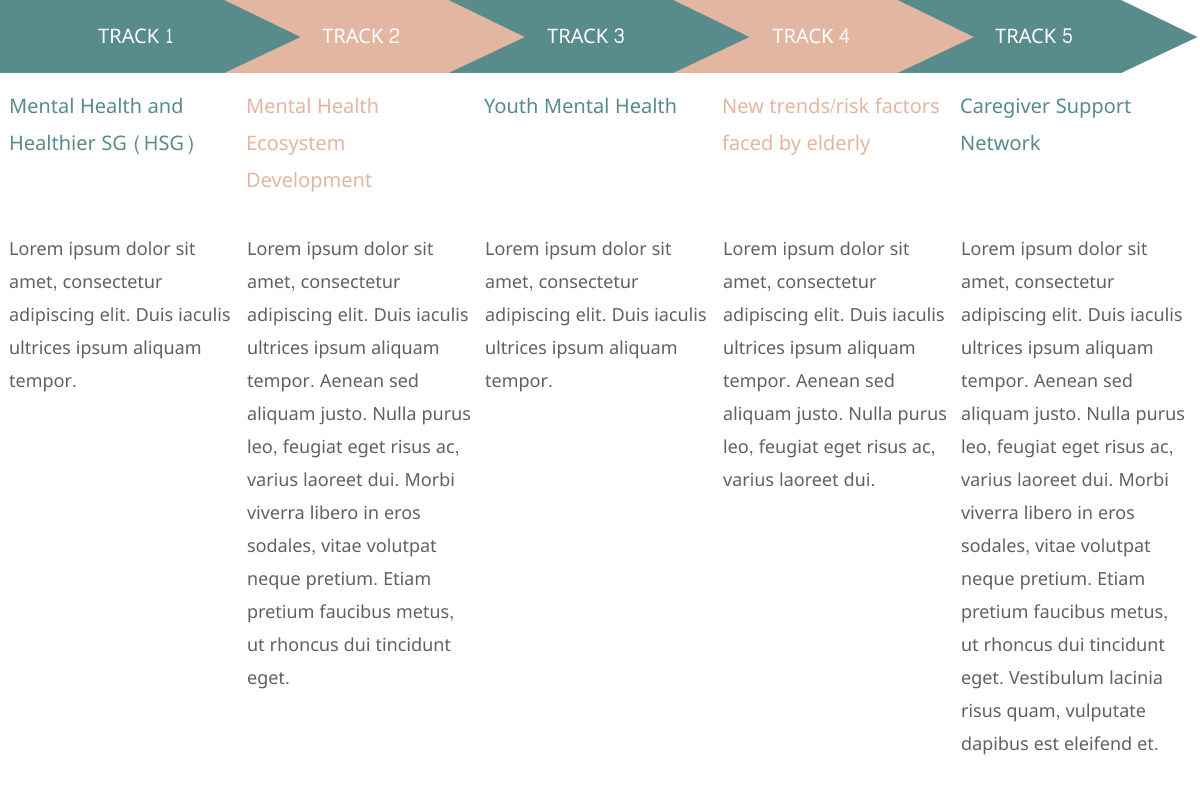 TRACK 1
TRACK 2
TRACK 3
TRACK 4
TRACK 5
Mental Health and
Healthier SG (HSG)
Mental Health
Ecosystem
Development
Youth Mental Health
New trends/risk factors
faced by elderly
Caregiver Support
Network
Lorem ipsum dolor sit
amet, consectetur
adipiscing elit. Duis iaculis
ultrices ipsum aliquam
tempor.
Lorem ipsum dolor sit
amet, consectetur
adipiscing elit. Duis iaculis
ultrices ipsum aliquam
tempor. Aenean sed
aliquam justo. Nulla purus
leo, feugiat eget risus ac,
varius laoreet dui. Morbi
viverra libero in eros
sodales, vitae volutpat
neque pretium. Etiam
pretium faucibus metus,
ut rhoncus dui tincidunt
eget.
Lorem ipsum dolor sit
amet, consectetur
adipiscing elit. Duis iaculis
ultrices ipsum aliquam
tempor.
Lorem ipsum dolor sit
amet, consectetur
adipiscing elit. Duis iaculis
ultrices ipsum aliquam
tempor. Aenean sed
aliquam justo. Nulla purus
leo, feugiat eget risus ac,
varius laoreet dui.
Lorem ipsum dolor sit
amet, consectetur
adipiscing elit. Duis iaculis
ultrices ipsum aliquam
tempor. Aenean sed
aliquam justo. Nulla purus
leo, feugiat eget risus ac,
varius laoreet dui. Morbi
viverra libero in eros
sodales, vitae volutpat
neque pretium. Etiam
pretium faucibus metus,
ut rhoncus dui tincidunt
eget. Vestibulum lacinia
risus quam, vulputate
dapibus est eleifend et.